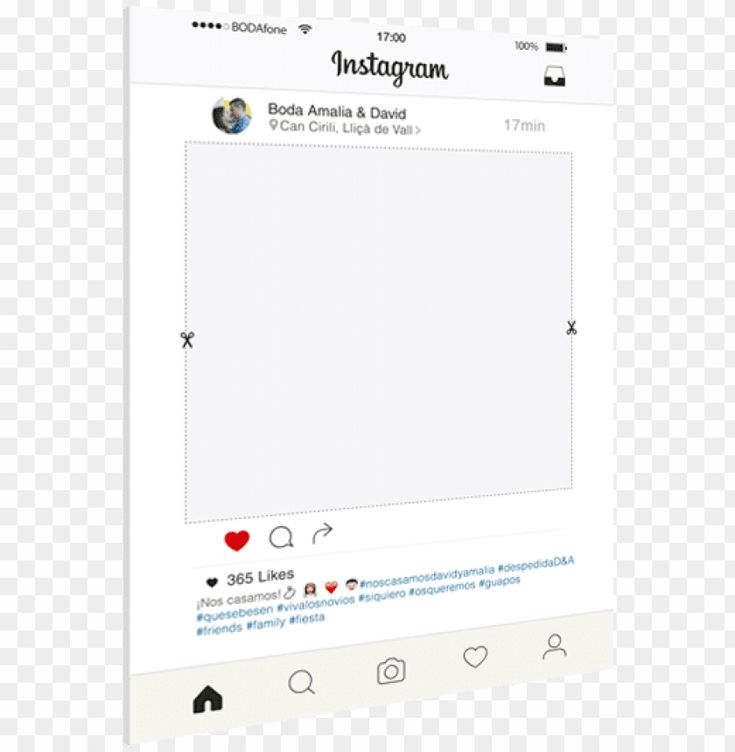 BODAfone 17:00 100%
Instagram
Boda Amalia & David
Can Cirili, Lliçà de Vall >
17min
365 Likes
¡Nos casamos! #noscasamosdavidyamalia #despedidaD&A
#quesebesen #vivalosnovios #siquiero #osqueremos #guapos
#friends #family #fiesta